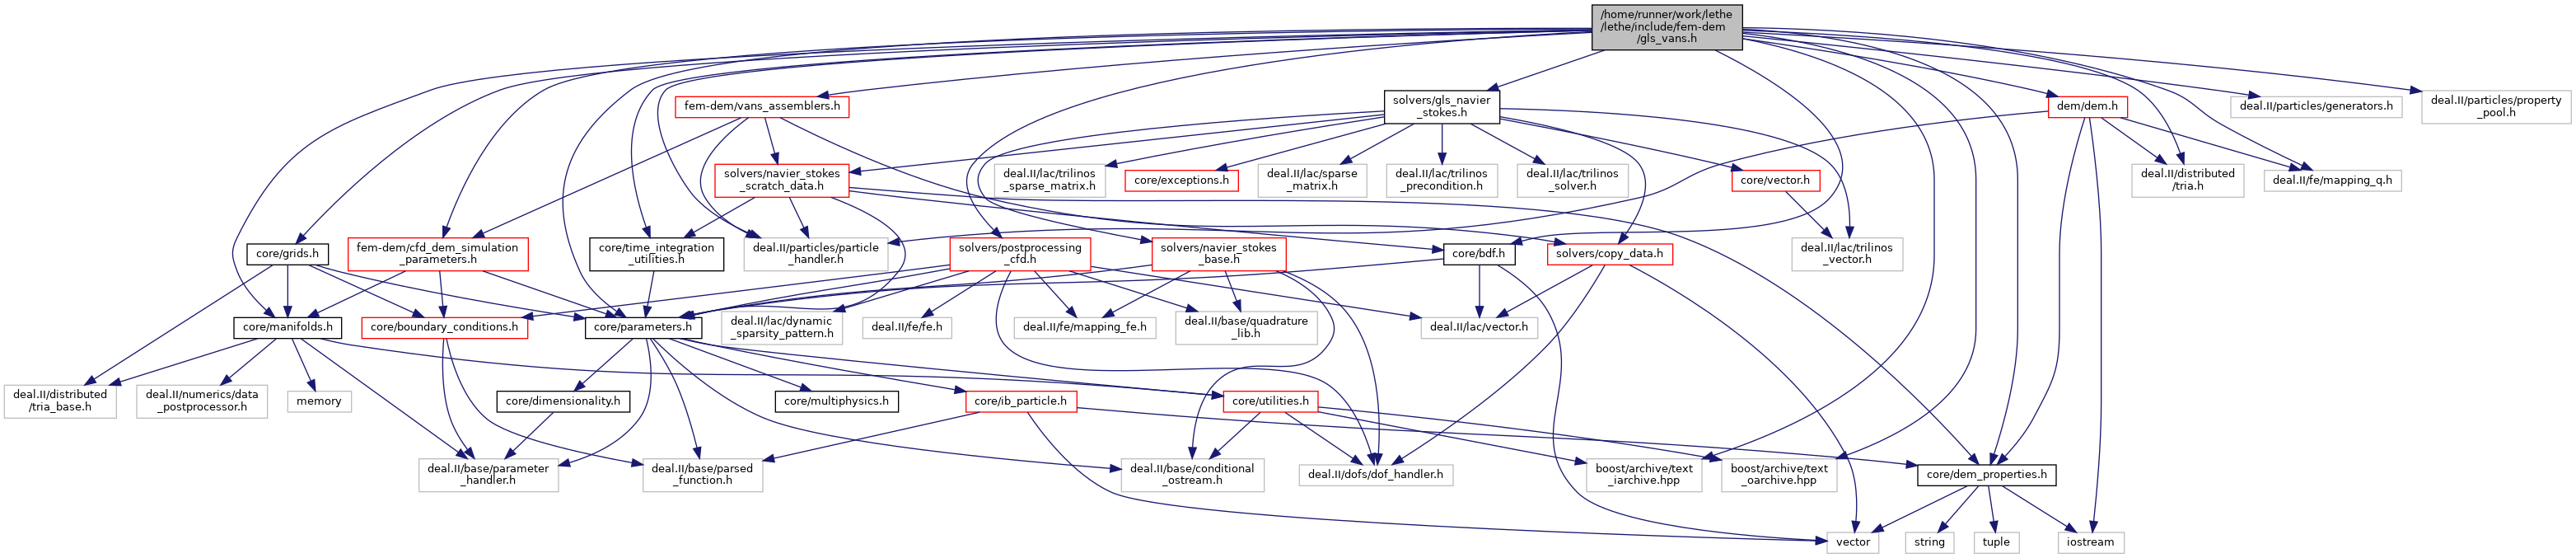 /home/runner/work/lethe
/lethe/include/fem-dem
/gls_vans.h
fem-dem/vans_assemblers.h
solvers/gls_navier
_stokes.h
dem/dem.h
deal.II/particles/generators.h
deal.II/particles/property
_pool.h
solvers/navier_stokes
_scratch_data.h
deal.II/lac/trilinos
_sparse_matrix.h
core/exceptions.h
deal.II/lac/sparse
_matrix.h
deal.II/lac/trilinos
_precondition.h
deal.II/lac/trilinos
_solver.h
core/vector.h
deal.II/distributed
/tria.h
deal.II/fe/mapping_q.h
core/grids.h
fem-dem/cfd_dem_simulation
_parameters.h
core/time_integration
_utilities.h
deal.II/particles/particle
_handler.h
solvers/postprocessing
_cfd.h
solvers/navier_stokes
_base.h
core/bdf.h
solvers/copy_data.h
deal.II/lac/trilinos
_vector.h
core/manifolds.h
core/boundary_conditions.h
core/parameters.h
deal.II/lac/dynamic
_sparsity_pattern.h
deal.II/fe/fe.h
deal.II/fe/mapping_fe.h
deal.II/base/quadrature
_lib.h
deal.II/lac/vector.h
deal.II/distributed
/tria_base.h
deal.II/numerics/data
_postprocessor.h
memory
core/dimensionality.h
core/multiphysics.h
core/ib_particle.h
core/utilities.h
deal.II/base/parameter
_handler.h
deal.II/base/parsed
_function.h
deal.II/base/conditional
_ostream.h
deal.II/dofs/dof_handler.h
boost/archive/text
_iarchive.hpp
boost/archive/text
_oarchive.hpp
core/dem_properties.h
vector
string
tuple
iostream